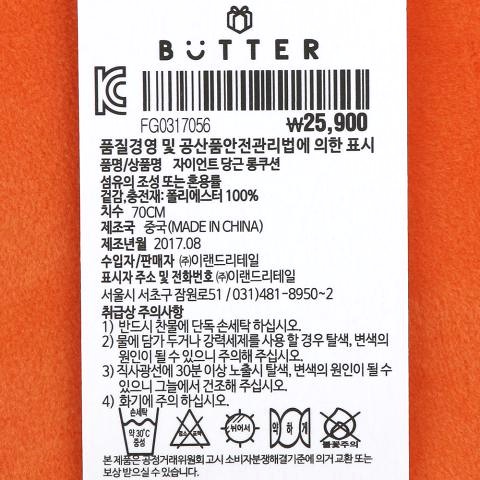 BÜTTER
FG0317056 ₩25,900
품질경영 및 공산품안전관리법에 의한 표시
품명/상품명 자이언트 당근 롱쿠션
섬유의 조성 또는 혼용률
겉감,충전재: 폴리에스터 100%
치수 70CM
제조국 중국(MADE IN CHINA)
제조년월 2017.08
수입자/판매자 ㈜이랜드리테일
표시자 주소 및 전화번호 ㈜이랜드리테일
서울시 서초구 잠원로51 / 031)481-8950~2
취급상 주의사항
1) 반드시 찬물에 단독 손세탁 하십시오.
2) 물에 담가 두거나 강력세제를 사용 할 경우 탈색, 변색의
원인이 될 수 있으니 주의해 주십시오.
3) 직사광선에 30분 이상 노출시 탈색, 변색의 원인이 될 수
있으니 그늘에서 건조해 주십시오.
4) 화기에 주의 하십시오.
손세탁
약 30℃
중성
염소표백
뉘어서
약하게
불꽃주의
본 제품은 공정거래위원회 고시 소비자분쟁해결기준에 의거 교환 또는
보상 받으실 수 있습니다.